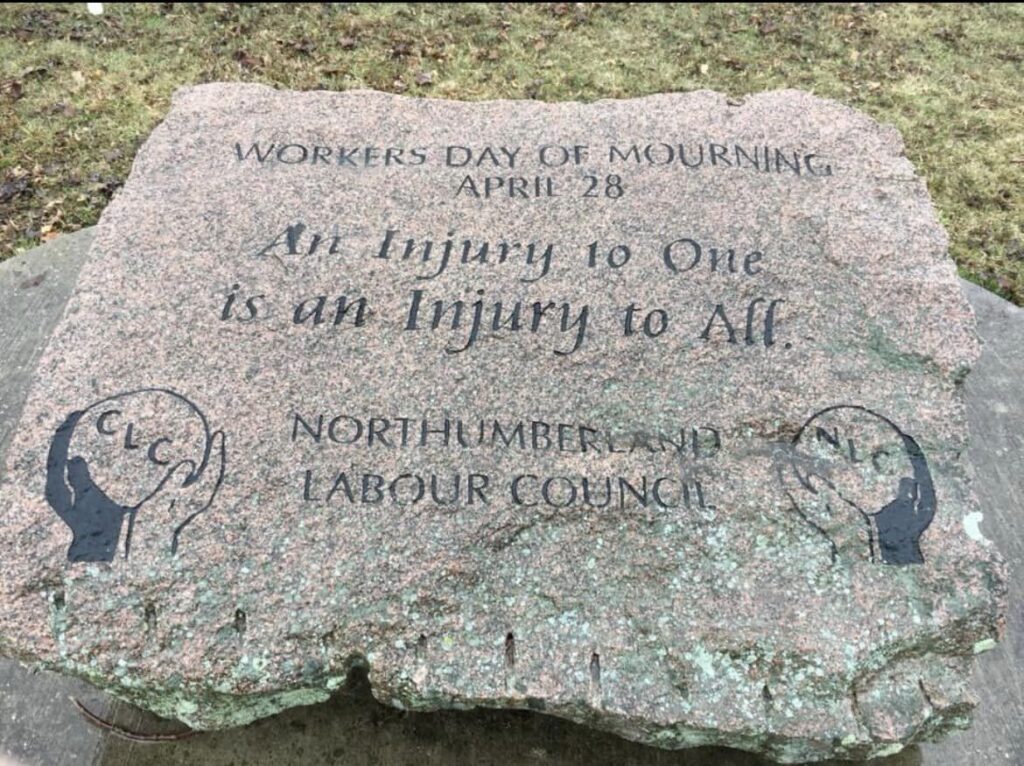 WORKERS DAY OF MOURNING
APRIL 28
An Injury to One
is an Injury to All.
CLC
NORTHUMBERLAND
LABOUR COUNCIL
NLC